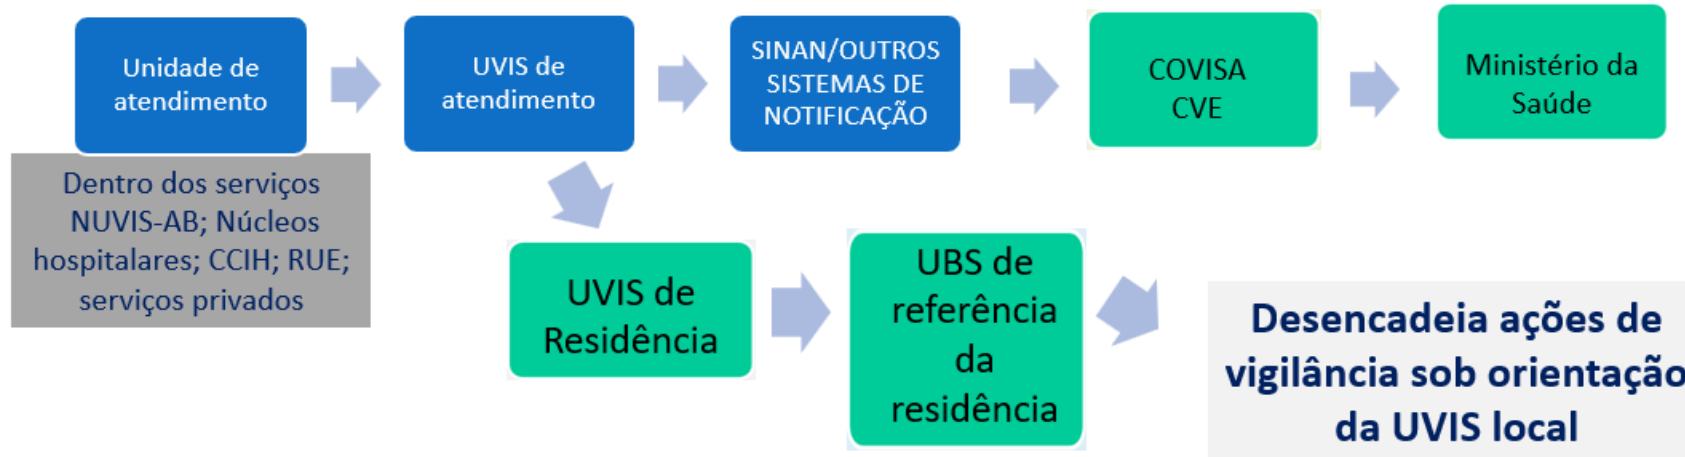 Unidade de
atendimento
UVIS de
atendimento
SINAN/OUTROS
SISTEMAS DE
NOTIFICAÇÃO
COVISA
CVE
Ministério da
Saúde
Dentro dos serviços
NUVIS-AB; Núcleos
hospitalares; CCIH; RUE;
serviços privados
UVIS de
Residência
UBS de
referência
da
residência
Desencadeia ações de
vigilância sob orientação
da UVIS local